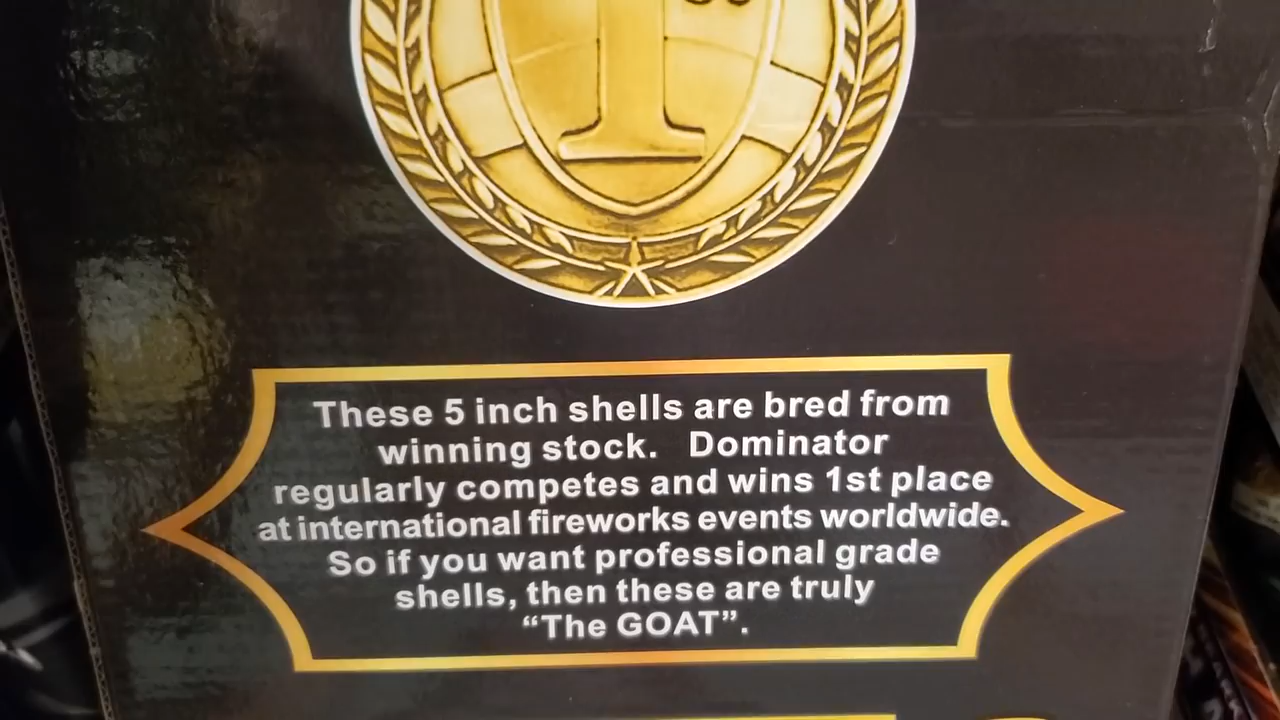 1st
These 5 inch shells are bred from
winning stock. Dominator
regularly competes and wins 1st place
at international fireworks events worldwide.
So if you want professional grade
shells, then these are truly
“The GOAT”.